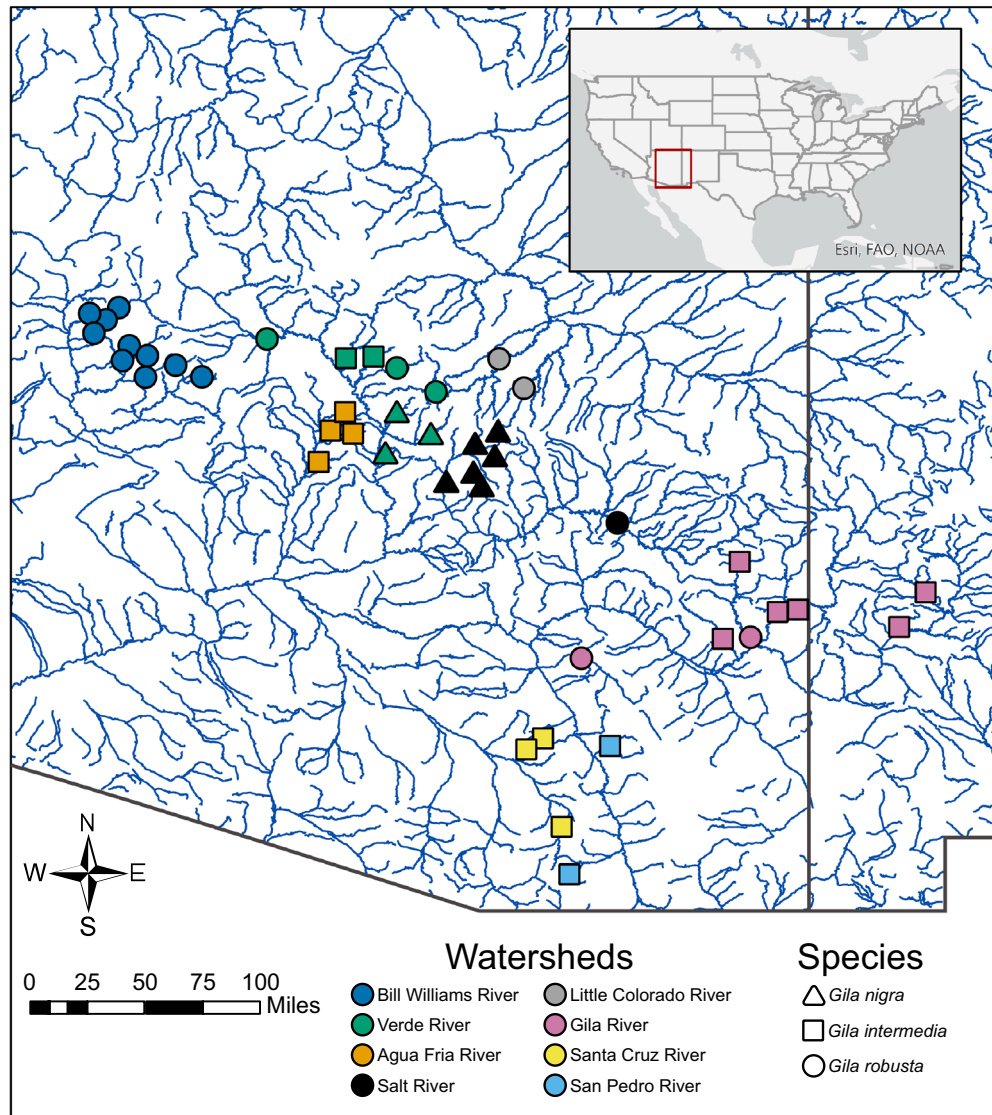 Esri, FAO, NOAA
N
W E
S
0 25 50 75 100
Miles
Watersheds
Bill Williams River
Verde River
Agua Fria River
Salt River
Little Colorado River
Gila River
Santa Cruz River
San Pedro River
Species
Gila nigra
Gila intermedia
Gila robusta